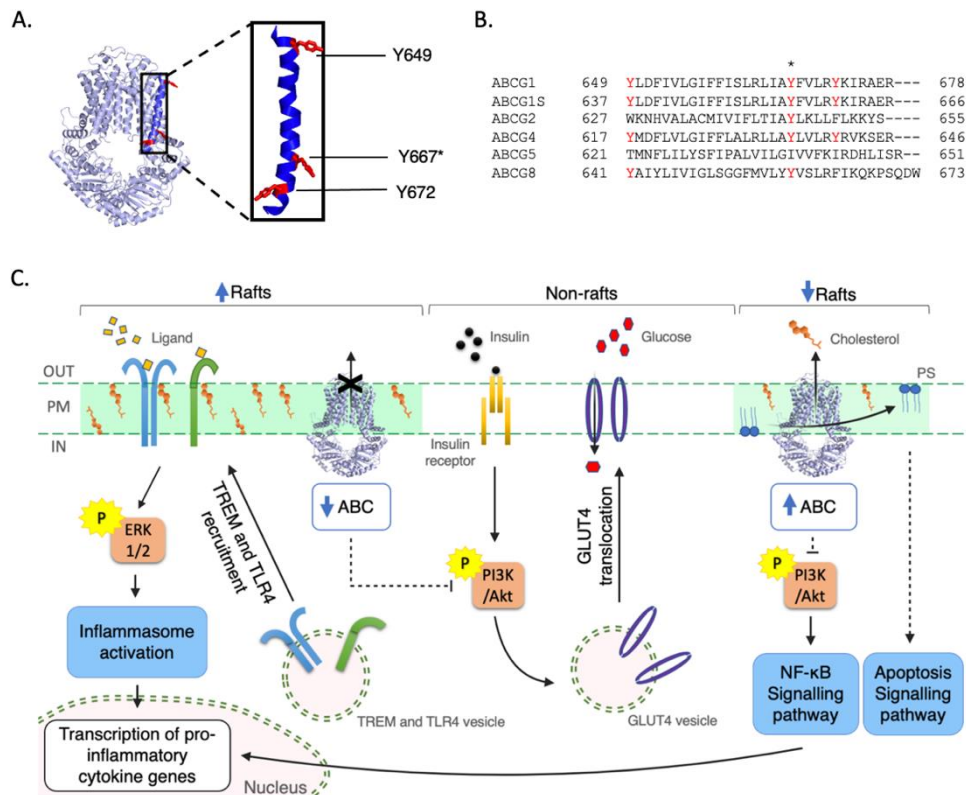 A.
Y649
Y667*
Y672
B.
*
ABCG1 649 YLDFIVLGIFFISLRLIAYFVLRYKIRAER--- 678
ABCG1S 637 YLDFIVLGIFFISLRLIAYFVLRYKIRAER--- 666
ABCG2 627 WKNHVALACMIVIFLTIAYLKLLFLKKYS---- 655
ABCG4 617 YMDFLVLGIFFLALRLLAYLVLRYRVKSER--- 646
ABCG5 621 TMNFLILYSFIPALVILGIVVFKIRDHLISR-- 651
ABCG8 641 YAIYLIVIGLSGGFMVLYYVSLRFIKQKPSQDW 673
C.
Rafts
Non-rafts
Rafts
Ligand
Insulin
Glucose
Cholesterol
PS
OUT
PM
IN
Insulin
receptor
ABC
ABC
P
ERK
1/2
TREM and TLR4
recruitment
P
PI3K
/Akt
GLUT4
translocation
P
PI3K
/Akt
Inflammasome
activation
NF-κB
Signalling
pathway
Apoptosis
Signalling
pathway
TREM and TLR4 vesicle
GLUT4 vesicle
Transcription of pro-
inflammatory
cytokine genes
Nucleus